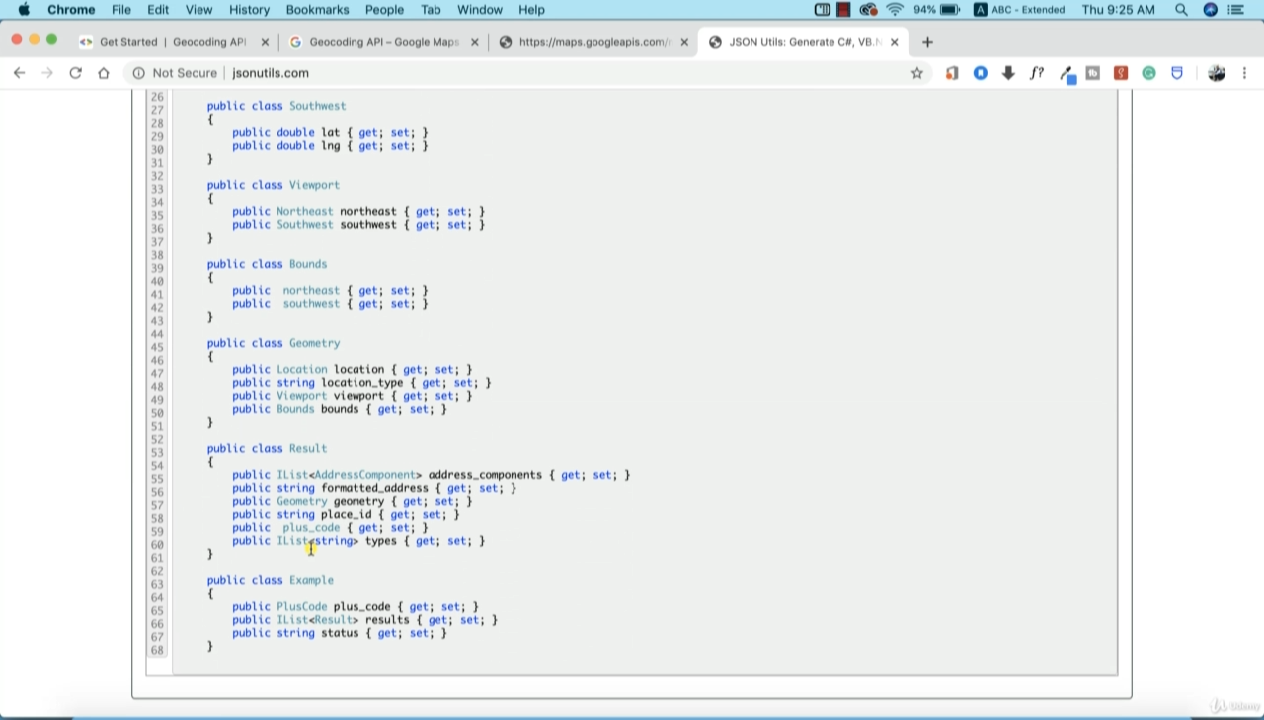 Chrome File Edit View History Bookmarks People Tab Window Help 94% A ABC - Extended Thu 9:25 AM
Get Started | Geocoding API × Geocoding API – Google Maps × https://maps.googleapis.com/ × JSON Utils: Generate C#, VB.N × +
Not Secure | jsonutils.com f?
26
27 public class Southwest
28 {
29 public double lat { get; set; }
30 public double lng { get; set; }
31 }
32
33 public class Viewport
34 {
35 public Northeast northeast { get; set; }
36 public Southwest southwest { get; set; }
37 }
38
39 public class Bounds
40 {
41 public northeast { get; set; }
42 public southwest { get; set; }
43 }
44
45 public class Geometry
46 {
47 public Location location { get; set; }
48 public string location_type { get; set; }
49 public Viewport viewport { get; set; }
50 public Bounds bounds { get; set; }
51 }
52
53 public class Result
54 {
55 public IList<AddressComponent> address_components { get; set; }
56 public string formatted_address { get; set; }
57 public Geometry geometry { get; set; }
58 public string place_id { get; set; }
59 public plus_code { get; set; }
60 public IList<string> types { get; set; }
61 }
62
63 public class Example
64 {
65 public PlusCode plus_code { get; set; }
66 public IList<Result> results { get; set; }
67 public string status { get; set; }
68 }
Udemy